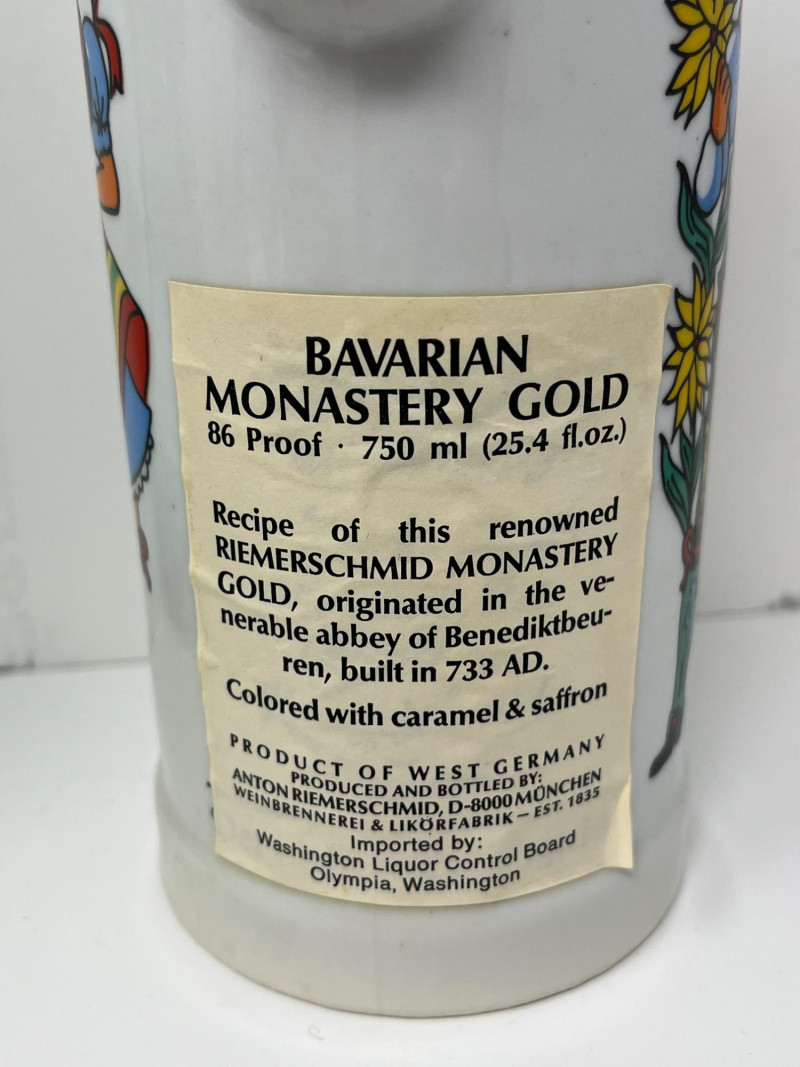 BAVARIAN
MONASTERY GOLD
86 Proof · 750 ml (25.4 fl.oz.)
Recipe of this renowned
RIEMERSCHMID MONASTERY
GOLD, originated in the ve-
nerable abbey of Benediktbeu-
ren, built in 733 AD.
Colored with caramel & saffron
PRODUCT OF WEST GERMANY
PRODUCED AND BOTTLED BY:
ANTON RIEMERSCHMID, D-8000 MÜNCHEN
WEINBRENNEREI & LIKÖRFABRIK – EST. 1835
Imported by:
Washington Liquor Control Board
Olympia, Washington